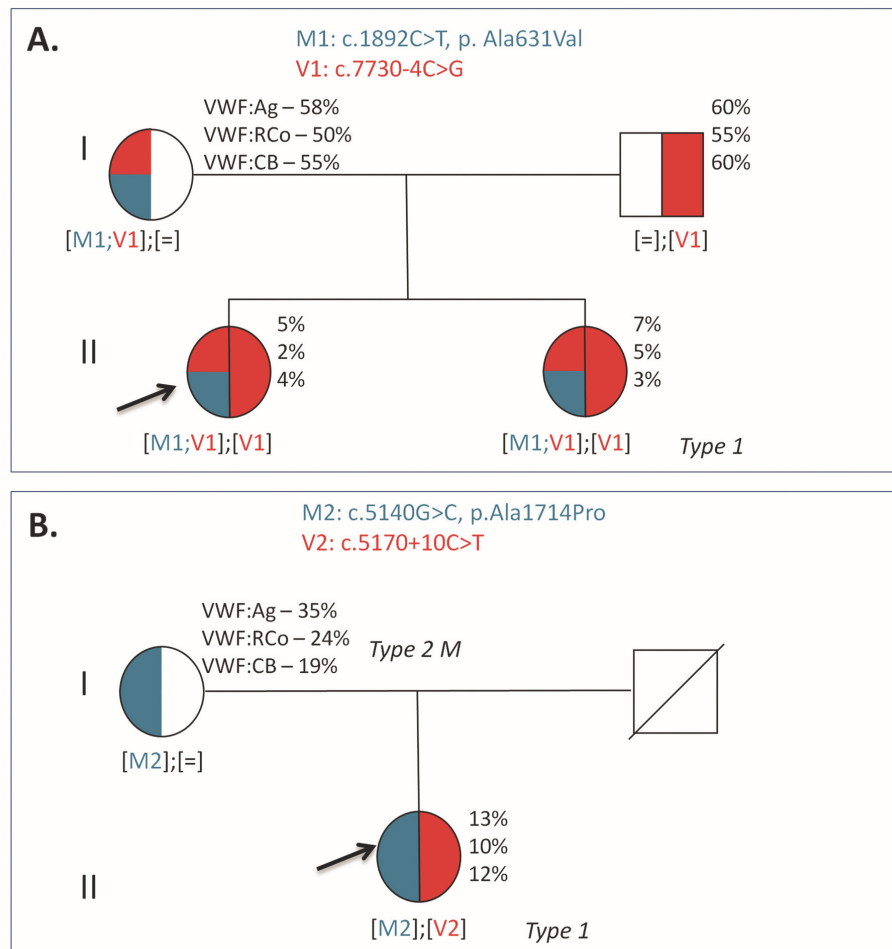 A.
M1: c.1892C>T, p. Ala631Val
V1: c.7730-4C>G
I
VWF:Ag – 58%
VWF:RCo – 50%
VWF:CB – 55%
60%
55%
60%
[M1;V1];[=]
[=];[V1]
II
5%
2%
4%
7%
5%
3%
[M1;V1];[V1]
[M1;V1];[V1]
Type 1
B.
M2: c.5140G>C, p.Ala1714Pro
V2: c.5170+10C>T
I
VWF:Ag – 35%
VWF:RCo – 24%
VWF:CB – 19%
Type 2 M
[M2];[=]
II
13%
10%
12%
[M2];[V2]
Type 1